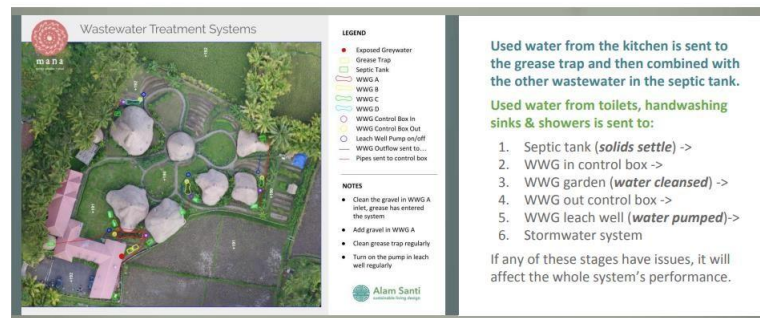 Wastewater Treatment Systems
mana
LEGEND
Exposed Greywater
Grease Trap
Septic Tank
WWG A
WWG B
WWG C
WWG D
WWG Control Box In
WWG Control Box Out
Leach Well Pump on/off
WWG Outflow sent to...
Pipes sent to control box
NOTES
● Clean the gravel in WWG A
inlet, grease has entered
the system
● Add gravel in WWG A
● Clean grease trap regularly
● Turn on the pump in leach
well regularly
Alam Santi
sustainable living design
Used water from the kitchen is sent to
the grease trap and then combined with
the other wastewater in the septic tank.
Used water from toilets, handwashing
sinks & showers is sent to:
1. Septic tank (solids settle) ->
2. WWG in control box ->
3. WWG garden (water cleansed) ->
4. WWG out control box ->
5. WWG leach well (water pumped)->
6. Stormwater system
If any of these stages have issues, it will
affect the whole system's performance.